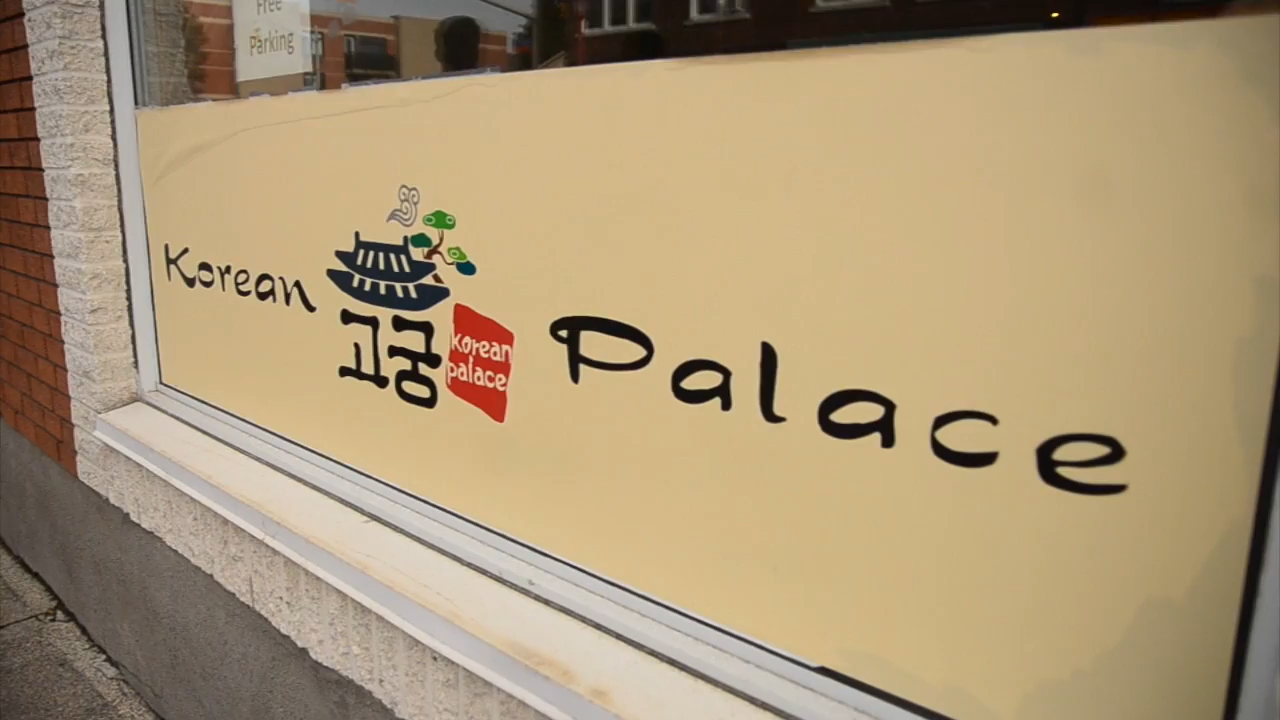 Free
Parking
Korean
고궁
korean
palace
Palace